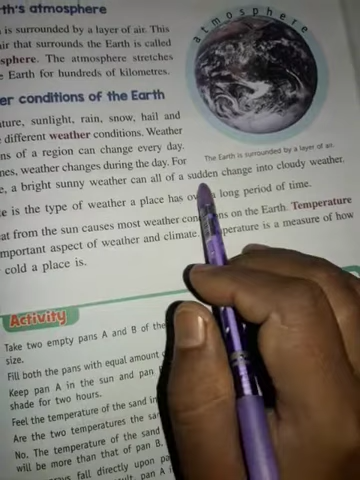 th's atmosphere
is surrounded by a layer of air. This
air that surrounds the Earth is called
sphere. The atmosphere stretches
Earth for hundreds of kilometres.
atmosphere
The Earth is surrounded by a layer of air.
er conditions of the Earth
ture, sunlight, rain, snow, hail and
different weather conditions. Weather
ns of a region can change every day.
nes, weather changes during the day. For
e, a bright sunny weather can all of a sudden change into cloudy weather.
te is the type of weather a place has ov a long period of time.
at from the sun causes most weather con ns on the Earth. Temperature
mportant aspect of weather and climate. perature is a measure of how
cold a place is.
Activity
Take two empty pans A and B of the
size.
Fill both the pans with equal amount
Keep pan A in the sun and pan
shade for two hours.
Feel the temperature of the sand in
Are the two temperatures the sa
No. The temperature of the sand
will be more than that of pan B.
rays fall directly upon pa
sult, pan A i